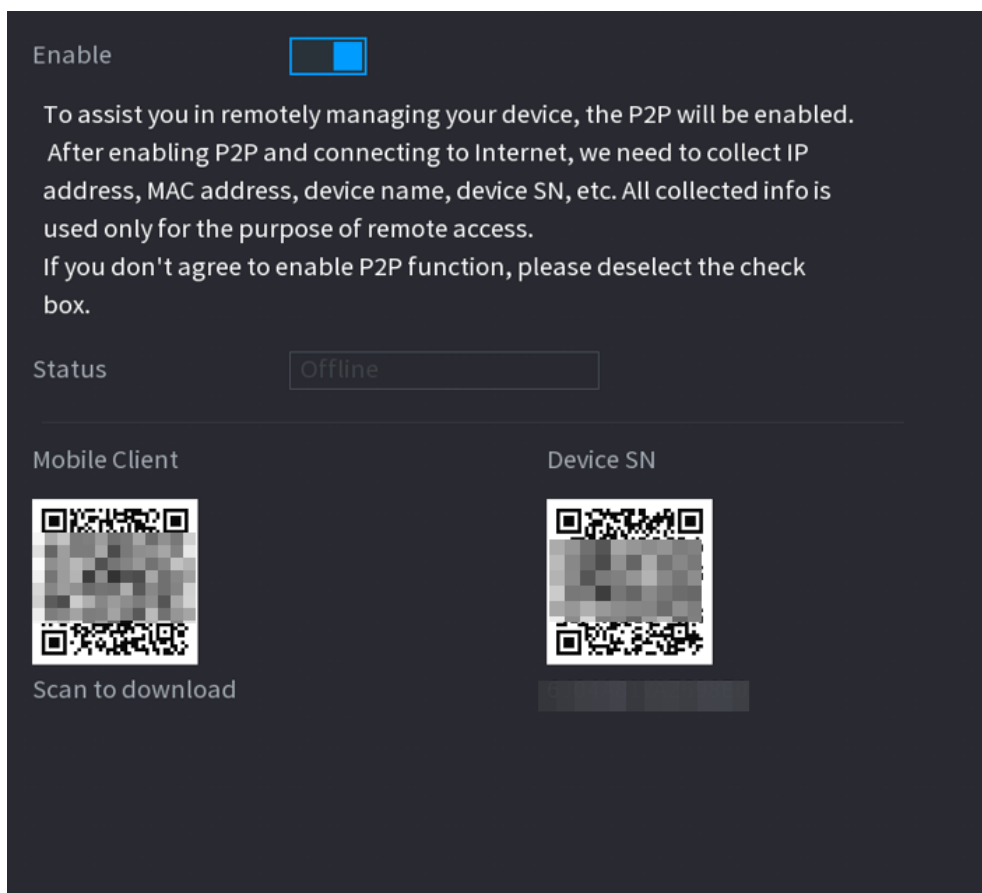 Enable
To assist you in remotely managing your device, the P2P will be enabled.
After enabling P2P and connecting to Internet, we need to collect IP
address, MAC address, device name, device SN, etc. All collected info is
used only for the purpose of remote access.
If you don't agree to enable P2P function, please deselect the check
box.
Status
Offline
Mobile Client
Device SN
Scan to download